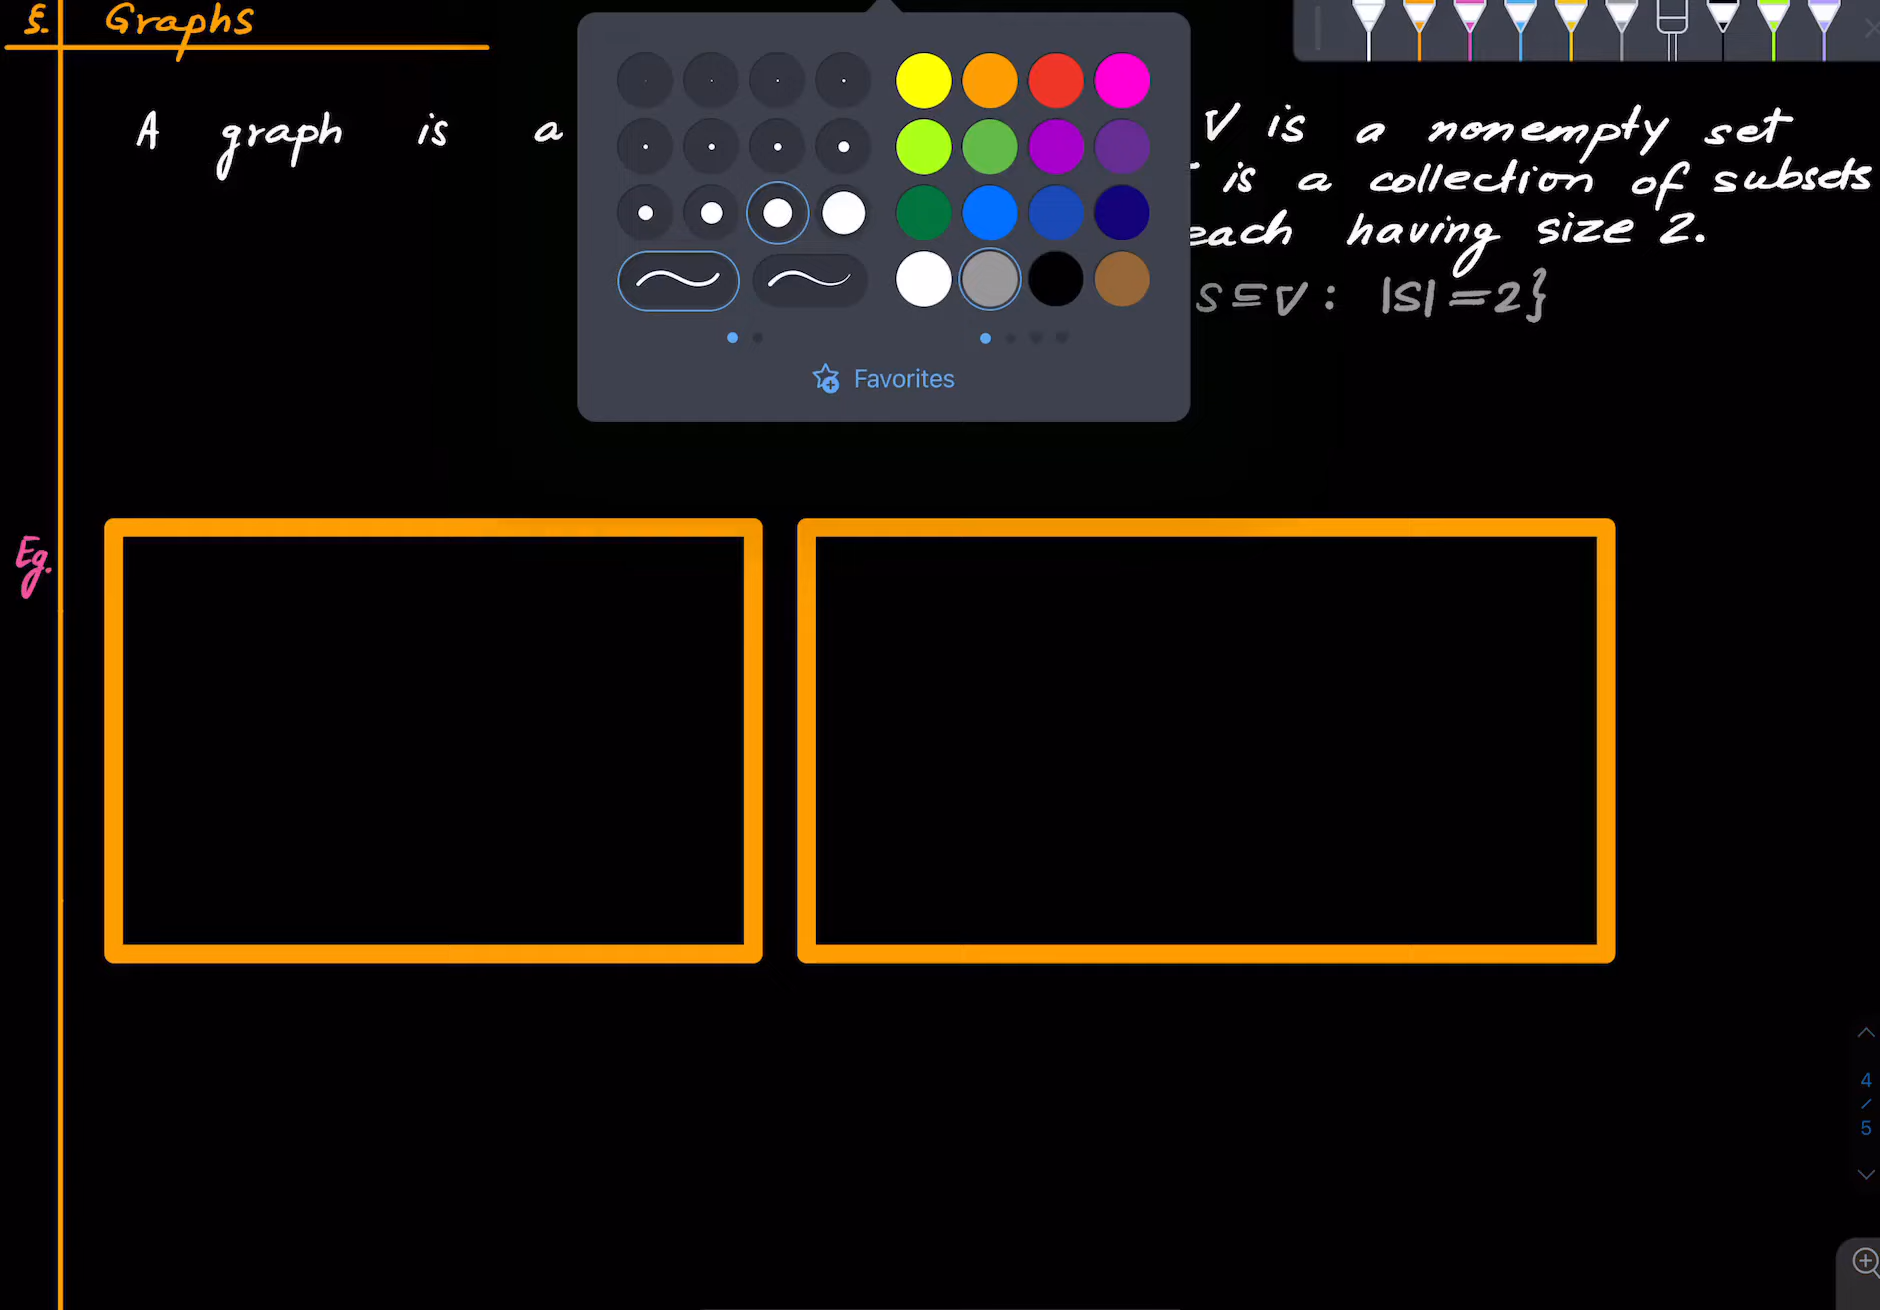 §. Graphs
A graph is a V is a nonempty set
is a collection of subsets
each having size 2.
S⊆V: |S|=2}
Favorites
Eg.
4
/
5